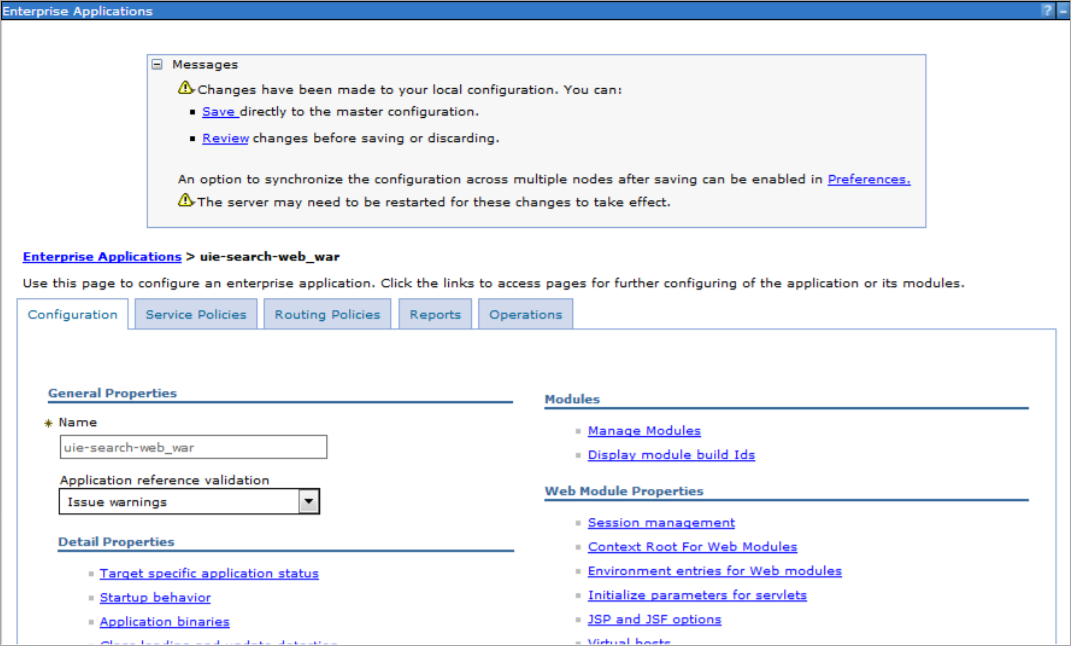 Enterprise Applications
? -
Messages
Changes have been made to your local configuration. You can:
Save directly to the master configuration.
Review changes before saving or discarding.
An option to synchronize the configuration across multiple nodes after saving can be enabled in Preferences.
The server may need to be restarted for these changes to take effect.
Enterprise Applications > uie-search-web_war
Use this page to configure an enterprise application. Click the links to access pages for further configuring of the application or its modules.
Configuration
Service Policies
Routing Policies
Reports
Operations
General Properties
Name
uie-search-web_war
Application reference validation
Issue warnings
Detail Properties
Target specific application status
Startup behavior
Application binaries
Class loading and update detection
Modules
Manage Modules
Display module build Ids
Web Module Properties
Session management
Context Root For Web Modules
Environment entries for Web modules
Initialize parameters for servlets
JSP and JSF options
Virtual hosts